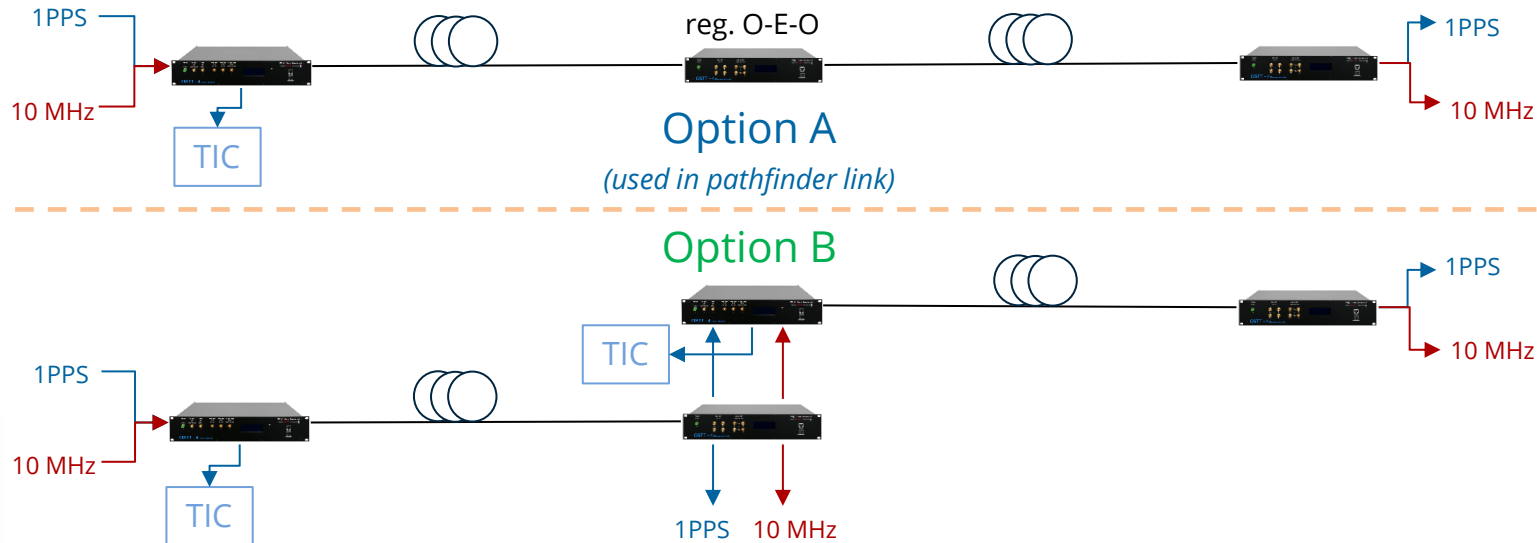 1PPS
reg. O-E-O
1PPS
10 MHz
10 MHz
TIC
Option A
(used in pathfinder link)
Option B
1PPS
TIC
10 MHz
1PPS
10 MHz
TIC
1PPS
10 MHz